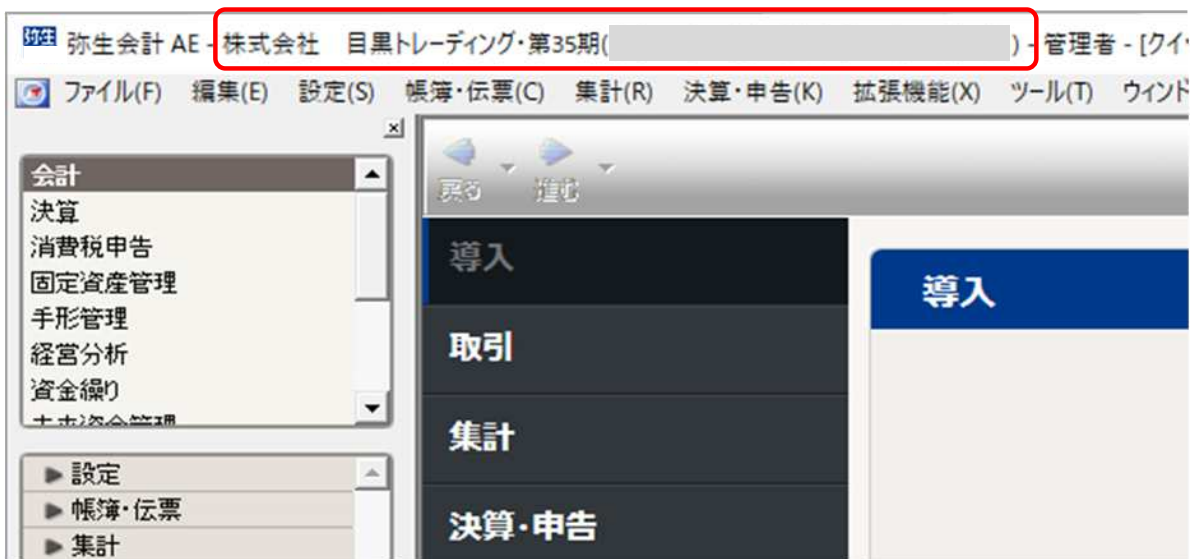 弥生 弥生会計 AE - 株式会社 目黒トレーディング・第35期( ) - 管理者 - [クイ
ファイル(F) 編集(E) 設定(S) 帳簿・伝票(C) 集計(R) 決算・申告(K) 拡張機能(X) ツール(T) ウィンド
会計
決算
消費税申告
固定資産管理
手形管理
経営分析
資金繰り
設定
帳簿・伝票
集計
戻る 進む
導入
取引
集計
決算・申告
導入